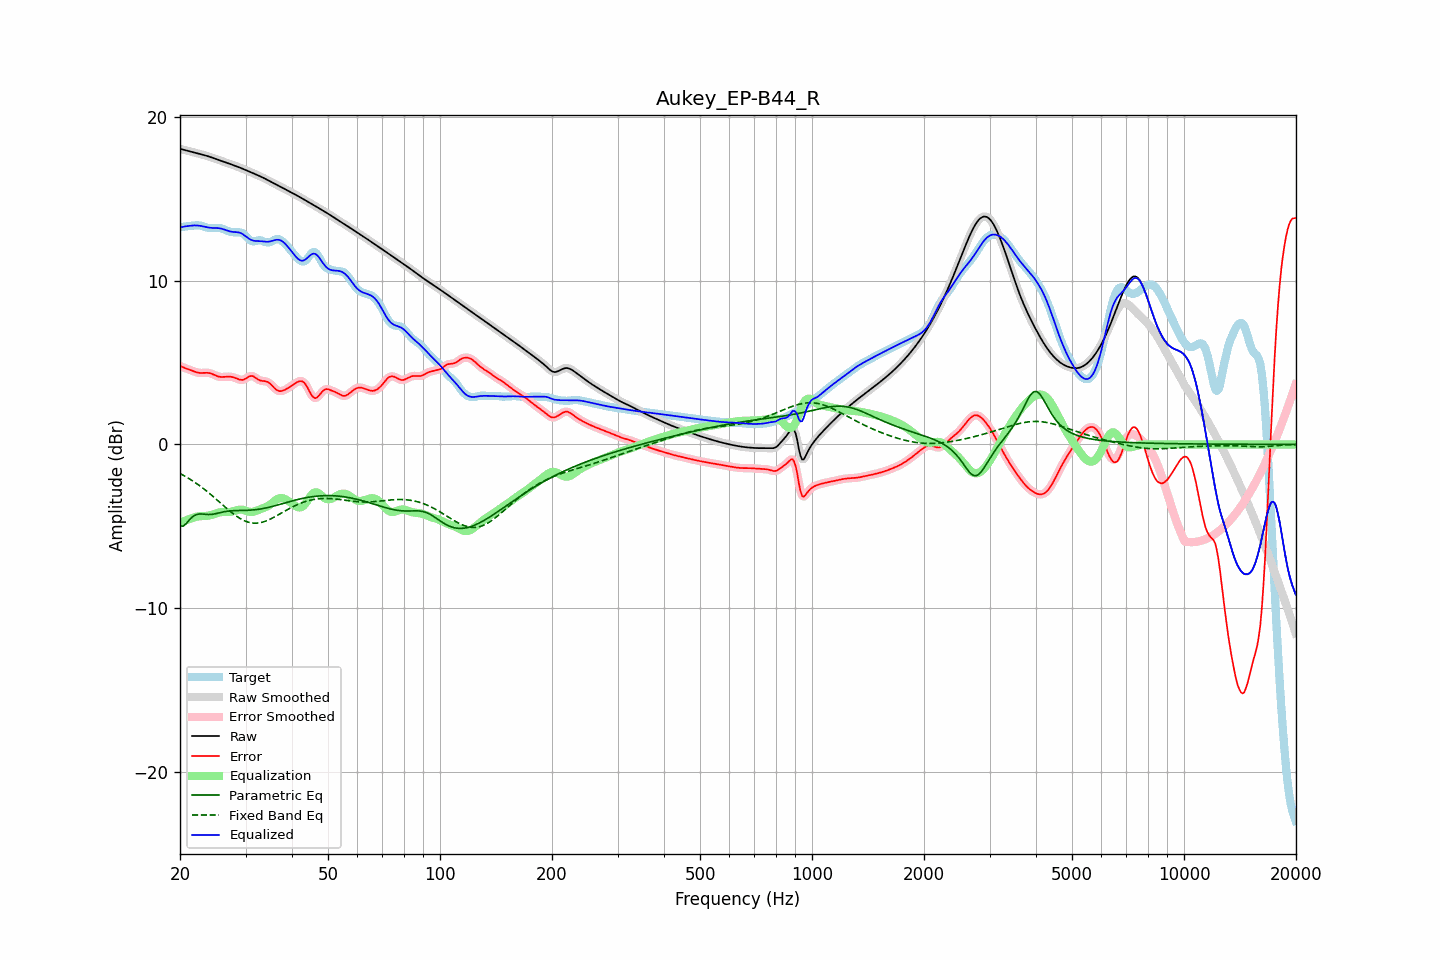 Aukey_EP-B44_R
20
10
0
−10
−20
Amplitude (dBr)
Target
Raw Smoothed
Error Smoothed
Raw
Error
Equalization
Parametric Eq
Fixed Band Eq
Equalized
20 50 100 200 500 1000 2000 5000 10000 20000
Frequency (Hz)